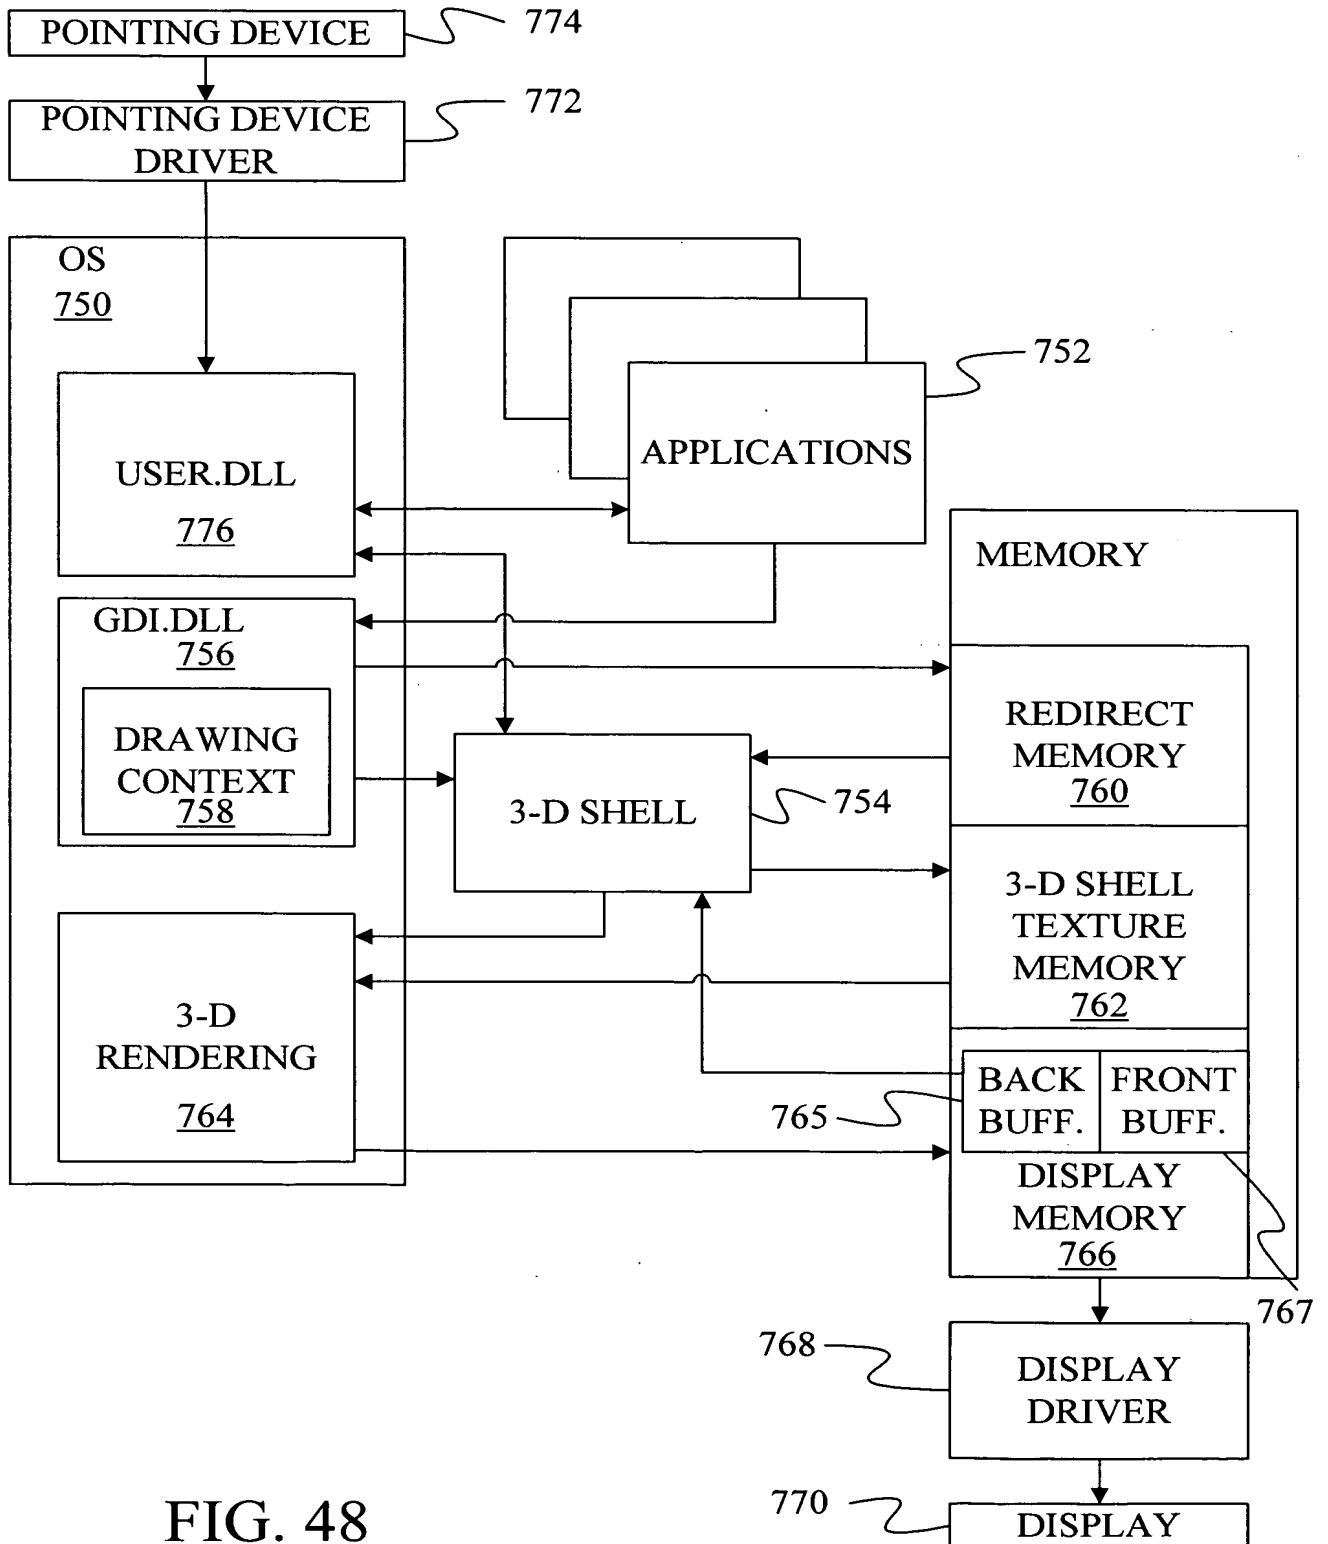 POINTING DEVICE
774
POINTING DEVICE
DRIVER
772
OS
750
USER.DLL
776
APPLICATIONS
752
MEMORY
GDI.DLL
756
DRAWING
CONTEXT
758
3-D SHELL
754
REDIRECT
MEMORY
760
3-D SHELL
TEXTURE
MEMORY
762
3-D
RENDERING
764
765
BACK
BUFF.
FRONT
BUFF.
DISPLAY
MEMORY
766
767
768
DISPLAY
DRIVER
770
DISPLAY
FIG. 48